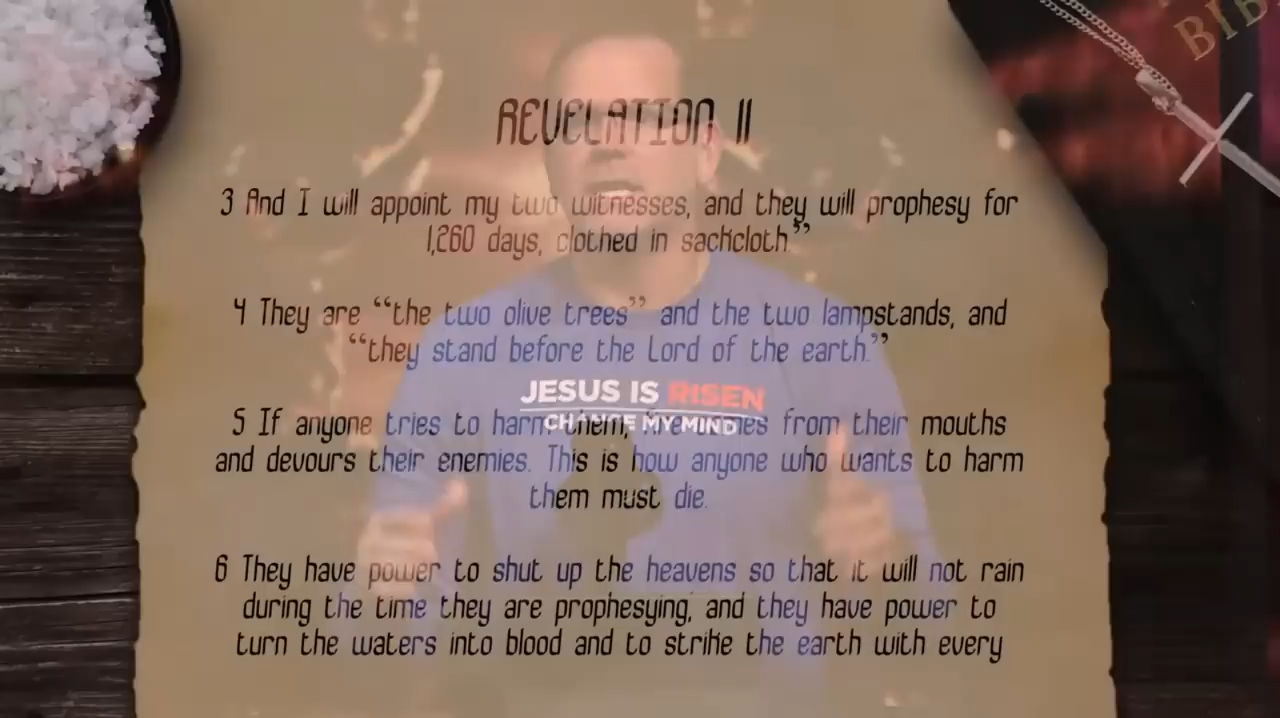 BIB
REVELATION 11
3 And I will appoint my two witnesses, and they will prophesy for
1,260 days, clothed in sackcloth.”
4 They are “the two olive trees” and the two lampstands, and
“they stand before the Lord of the earth.”
JESUS IS RISEN
CHANGE MY MIND
5 If anyone tries to harm them, fire comes from their mouths
and devours their enemies. This is how anyone who wants to harm
them must die.
6 They have power to shut up the heavens so that it will not rain
during the time they are prophesying; and they have power to
turn the waters into blood and to strike the earth with every